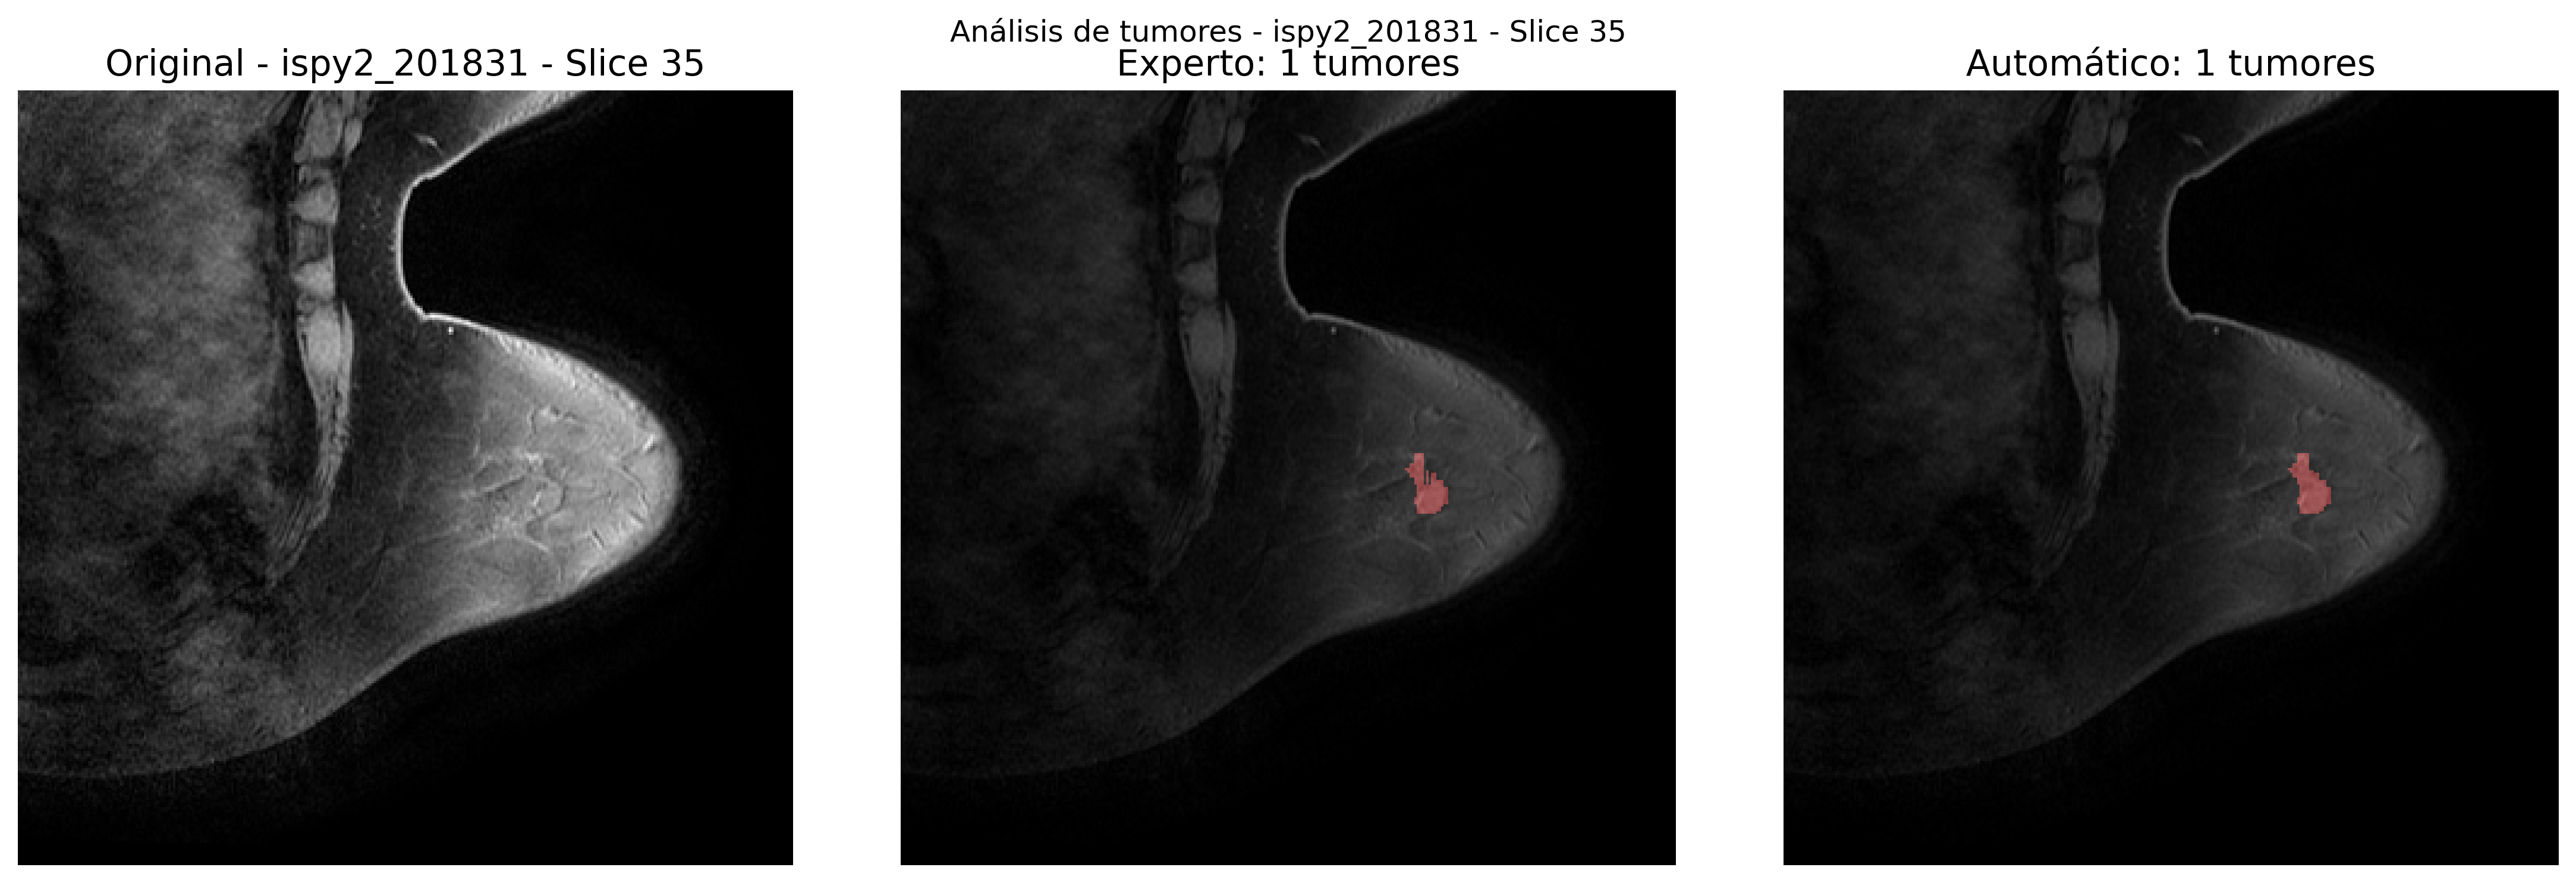 Análisis de tumores - ispy2_201831 - Slice 35
Original - ispy2_201831 - Slice 35
Experto: 1 tumores
Automático: 1 tumores